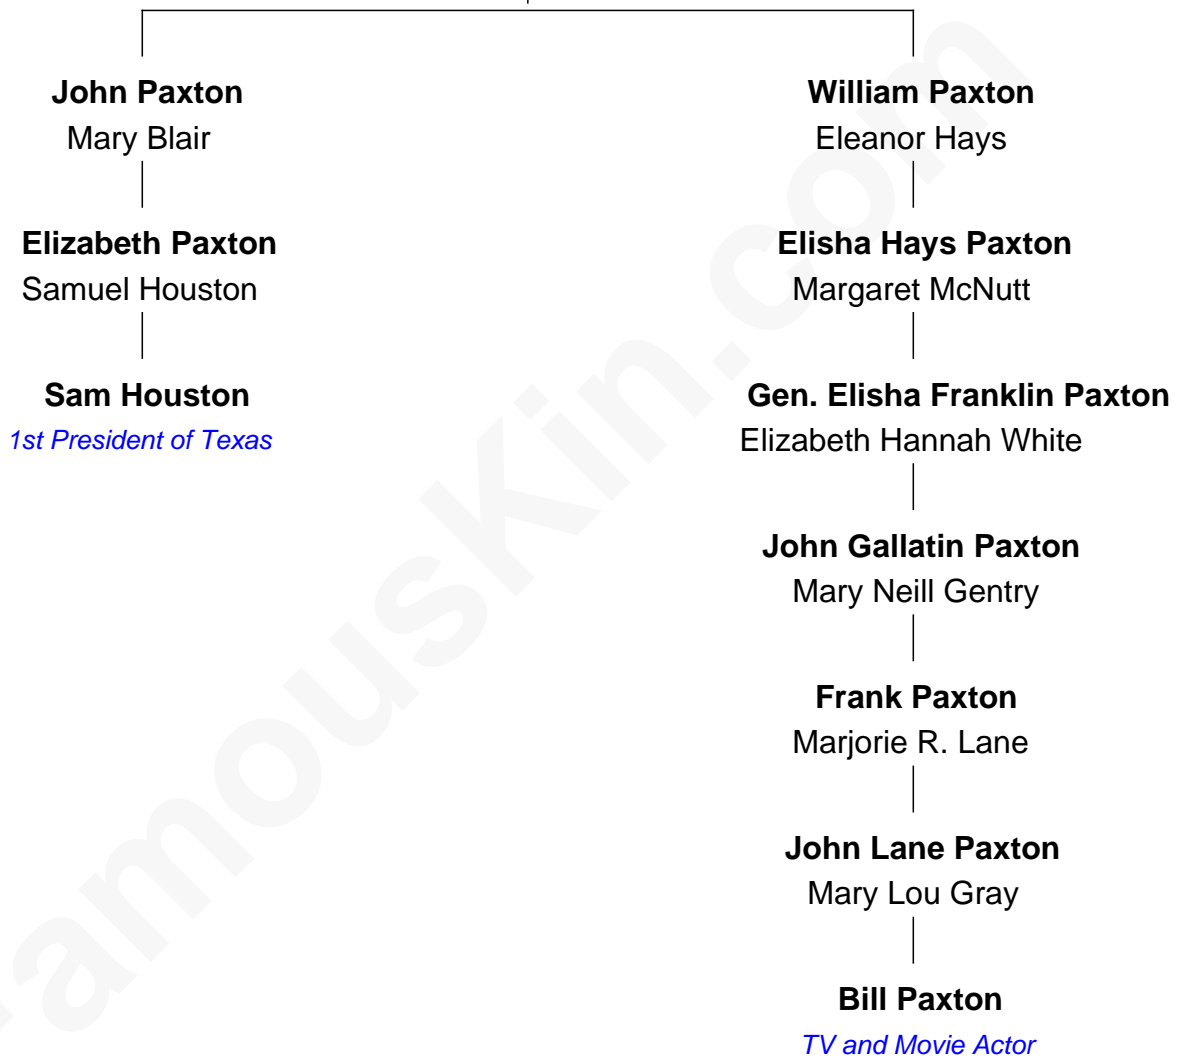 John Paxton
Mary Blair
Elizabeth Paxton
Samuel Houston
Sam Houston
1st President of Texas
William Paxton
Eleanor Hays
Elisha Hays Paxton
Margaret McNutt
Gen. Elisha Franklin Paxton
Elizabeth Hannah White
John Gallatin Paxton
Mary Neill Gentry
Frank Paxton
Marjorie R. Lane
John Lane Paxton
Mary Lou Gray
Bill Paxton
TV and Movie Actor
amouskin.com